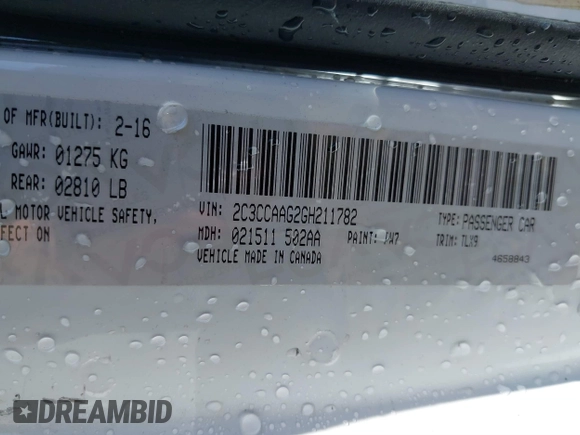 OF MFR(BUILT): 2-16
GAWR: 01275 KG
REAR: 02810 LB
L MOTOR VEHICLE SAFETY,
FECT ON
VIN: 2C3CCAAG2GH211782
TYPE: PASSENGER CAR
MDH: 021511 502AA
PAINT: PW7
TRIM: TLX9
VEHICLE MADE IN CANADA
4658843
DREAMBID